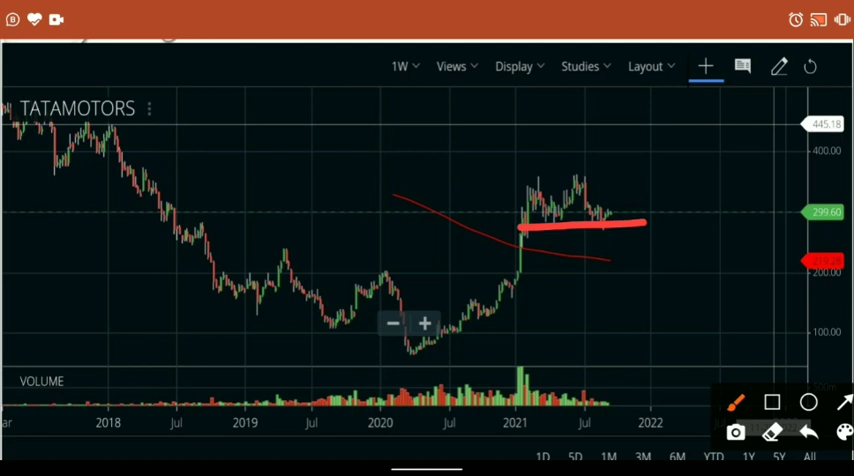 1W Views Display Studies Layout
TATAMOTORS
445.18
400.00
299.60
200.00
100.00
VOLUME
2018 Jul 2019 Jul 2020 Jul 2021 Jul 2022
1D 5D 1M 3M 6M YTD 1Y 5Y All